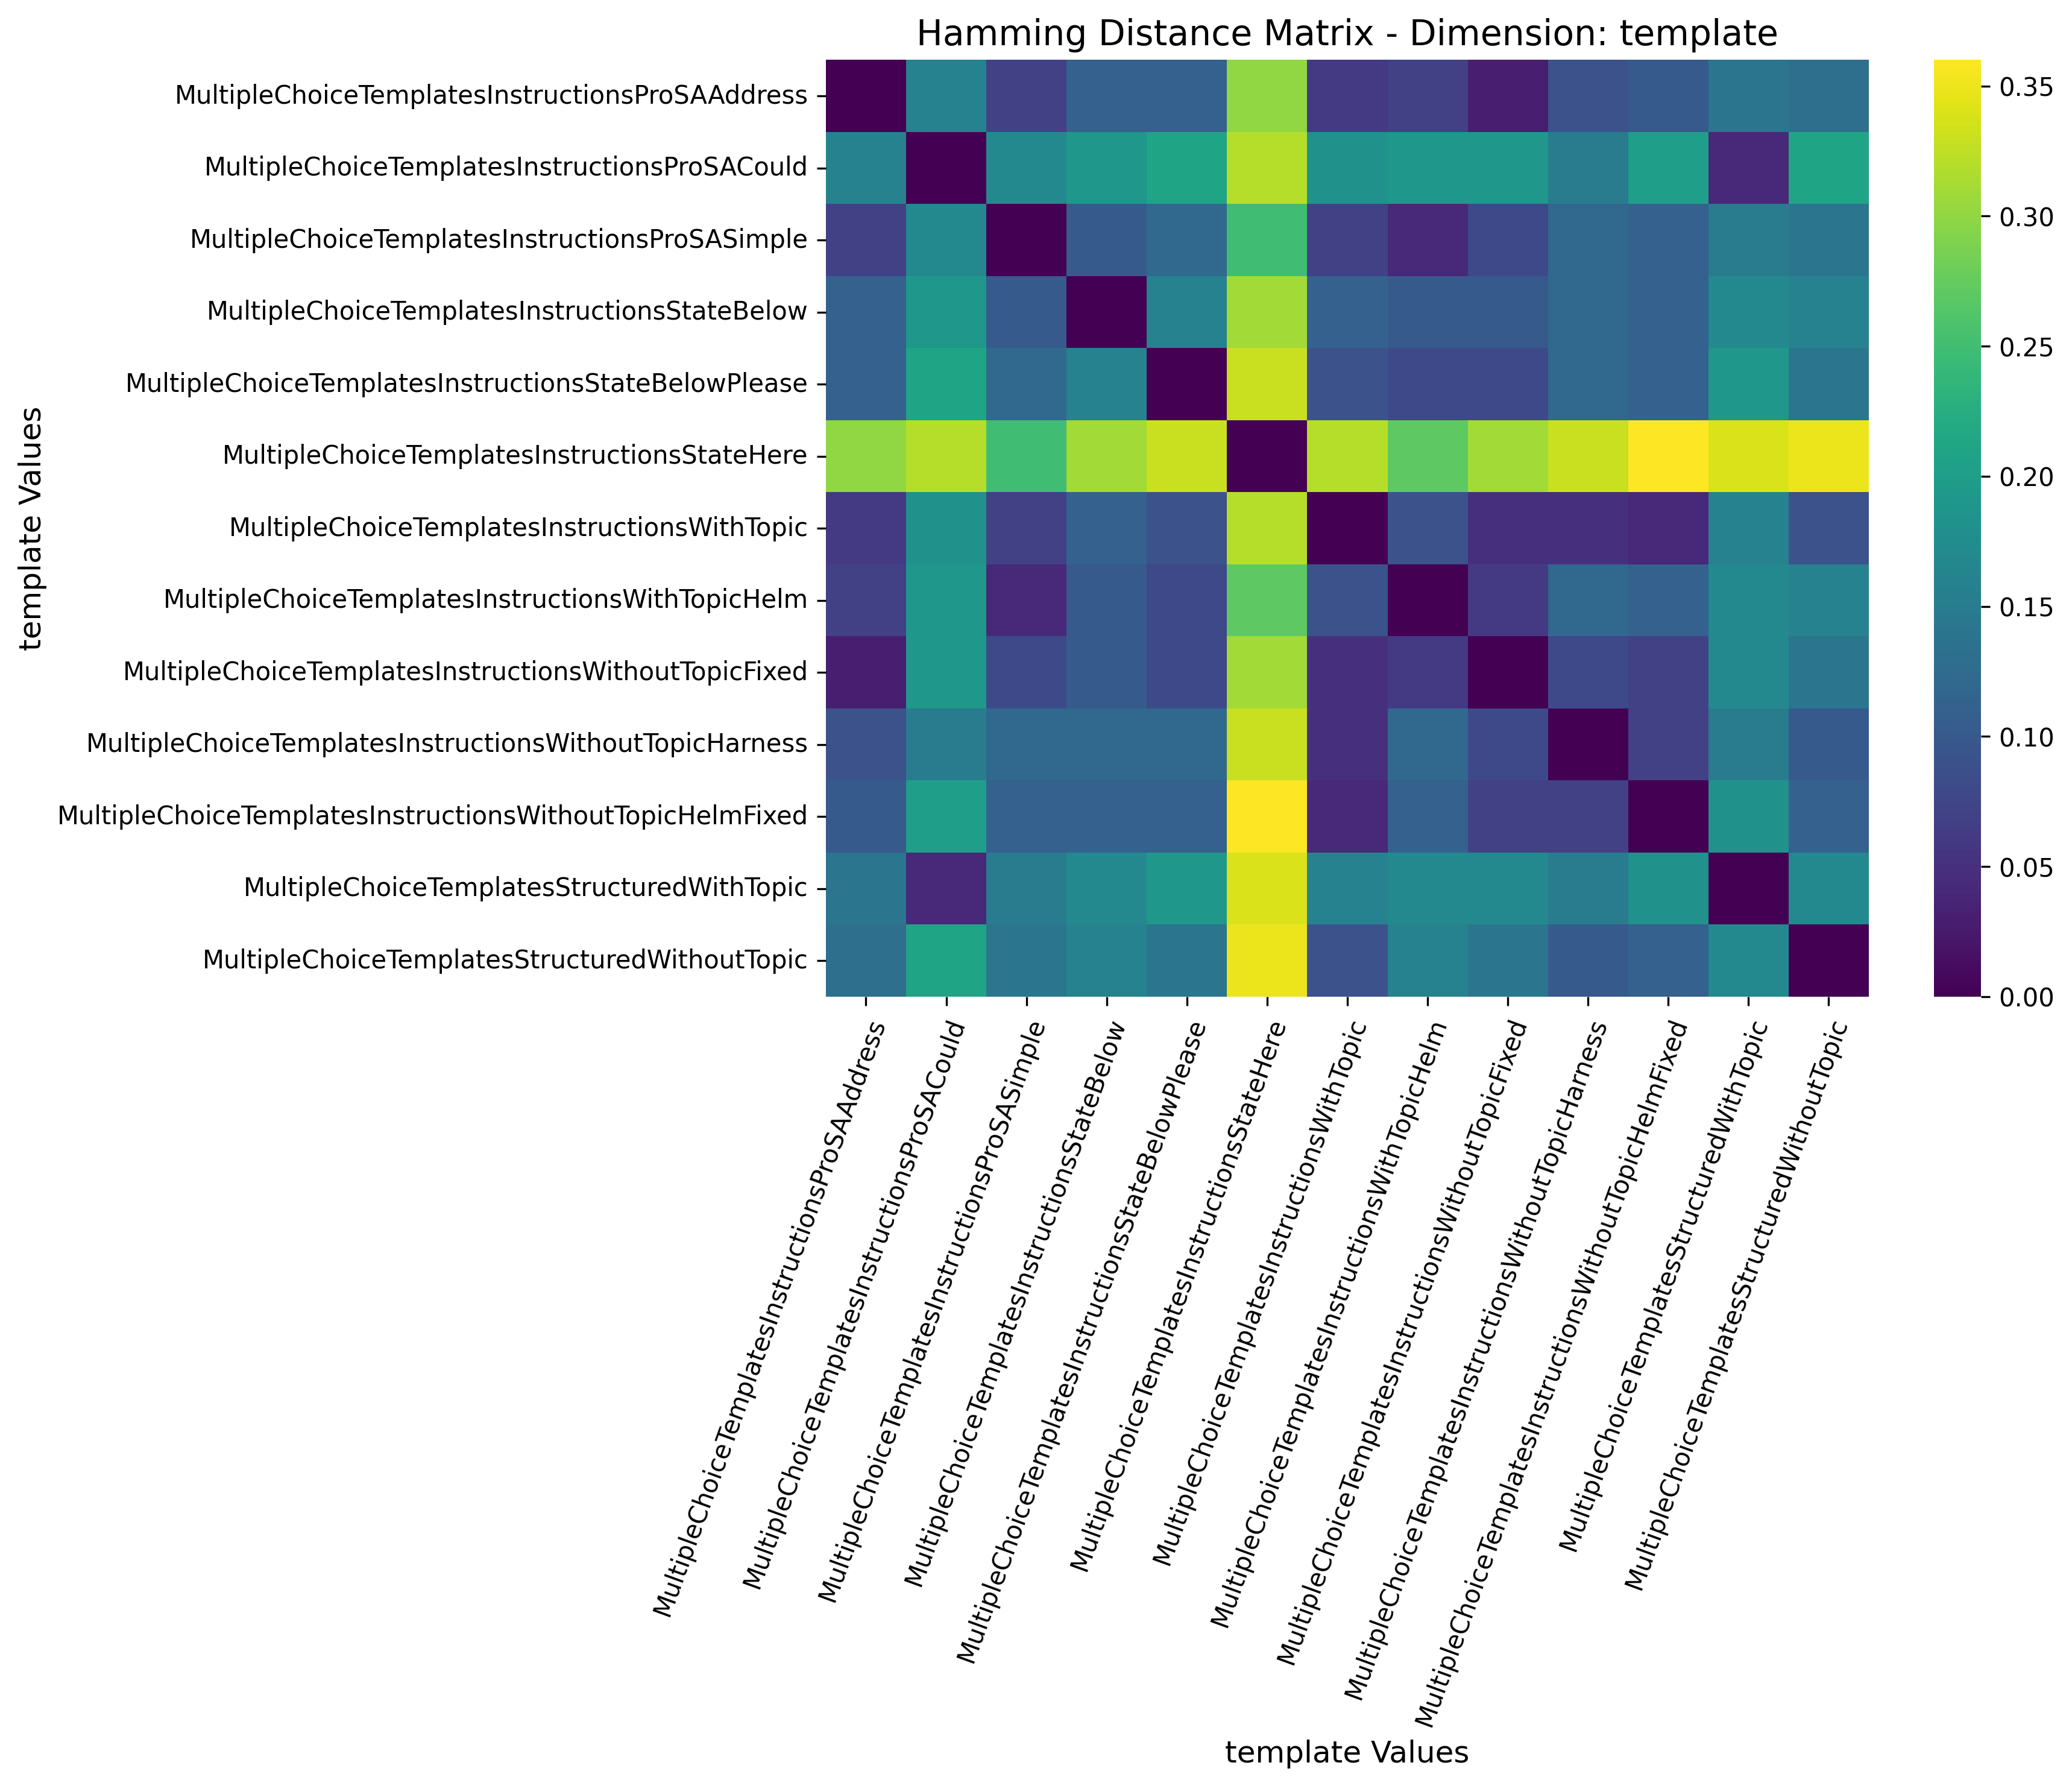 Hamming Distance Matrix - Dimension: template
template Values
MultipleChoiceTemplatesInstructionsProSAAddress
MultipleChoiceTemplatesInstructionsProSACould
MultipleChoiceTemplatesInstructionsProSASimple
MultipleChoiceTemplatesInstructionsStateBelow
MultipleChoiceTemplatesInstructionsStateBelowPlease
MultipleChoiceTemplatesInstructionsStateHere
MultipleChoiceTemplatesInstructionsWithTopic
MultipleChoiceTemplatesInstructionsWithTopicHelm
MultipleChoiceTemplatesInstructionsWithoutTopicFixed
MultipleChoiceTemplatesInstructionsWithoutTopicHarness
MultipleChoiceTemplatesInstructionsWithoutTopicHelmFixed
MultipleChoiceTemplatesStructuredWithTopic
MultipleChoiceTemplatesStructuredWithoutTopic
0.35
0.30
0.25
0.20
0.15
0.10
0.05
0.00
MultipleChoiceTemplatesInstructionsProSAAddress
MultipleChoiceTemplatesInstructionsProSACould
MultipleChoiceTemplatesInstructionsProSASimple
MultipleChoiceTemplatesInstructionsStateBelow
MultipleChoiceTemplatesInstructionsStateBelowPlease
MultipleChoiceTemplatesInstructionsStateHere
MultipleChoiceTemplatesInstructionsWithTopic
MultipleChoiceTemplatesInstructionsWithTopicHelm
MultipleChoiceTemplatesInstructionsWithoutTopicFixed
MultipleChoiceTemplatesInstructionsWithoutTopicHarness
MultipleChoiceTemplatesInstructionsWithoutTopicHelmFixed
MultipleChoiceTemplatesStructuredWithTopic
MultipleChoiceTemplatesStructuredWithoutTopic
template Values